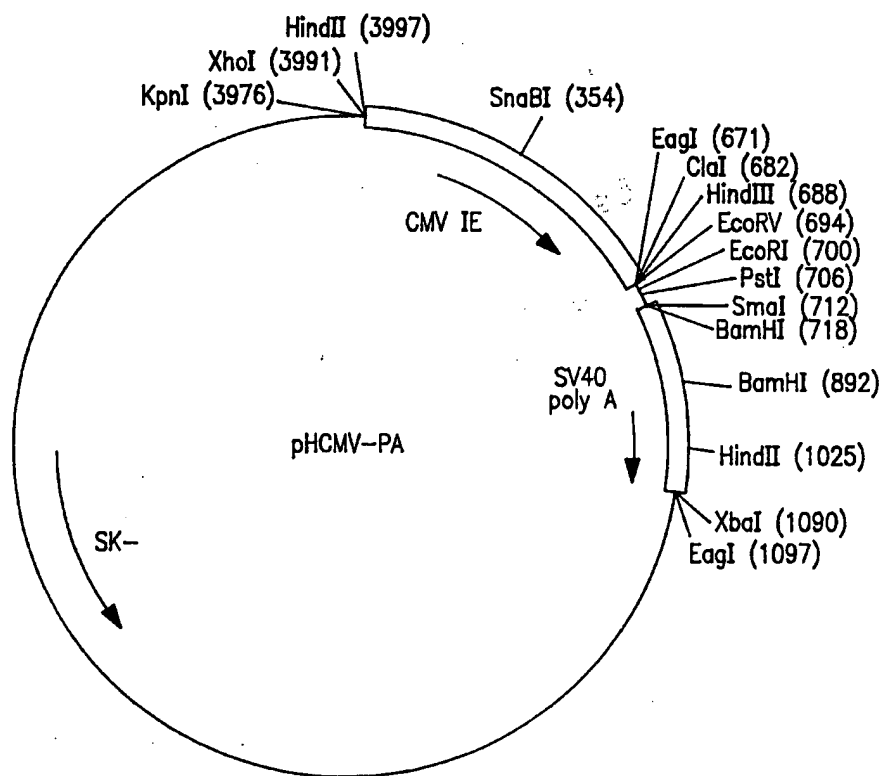 HindII (3997)
XhoI (3991)
KpnI (3976)
SnaBI (354)
EagI (671)
ClaI (682)
HindIII (688)
EcoRV (694)
EcoRI (700)
PstI (706)
SmaI (712)
BamHI (718)
CMV IE
SV40
poly A
BamHI (892)
pHCMV-PA
HindII (1025)
SK-
XbaI (1090)
EagI (1097)